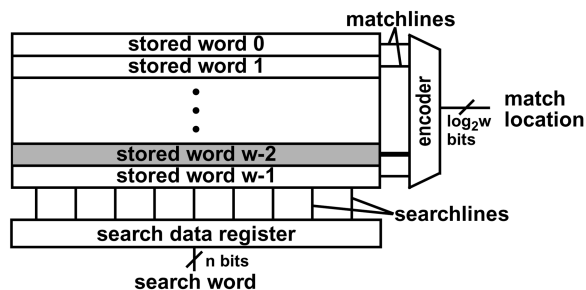 matchlines
stored word 0
stored word 1
stored word w-2
stored word w-1
encoder
log₂w
bits
match
location
searchlines
search data register
n bits
search word